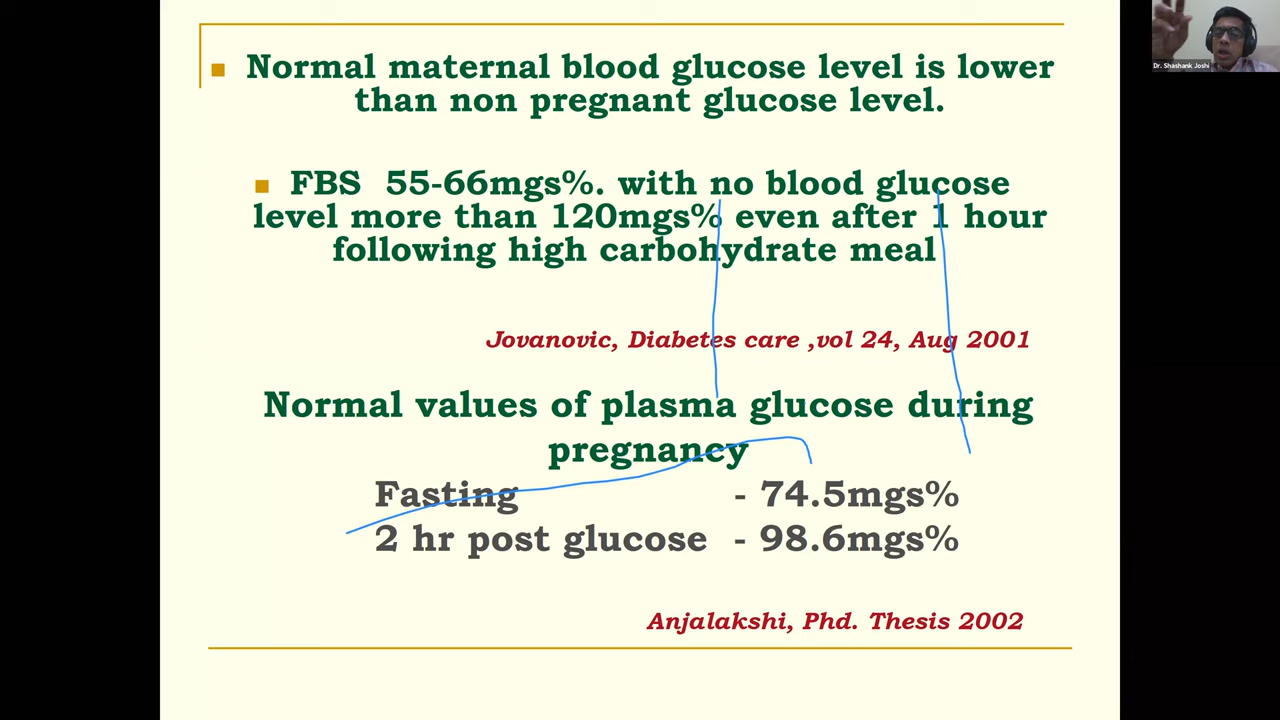 Dr. Shashank Joshi
Normal maternal blood glucose level is lower
than non pregnant glucose level.
FBS 55-66mgs%. with no blood glucose
level more than 120mgs% even after 1 hour
following high carbohydrate meal
Jovanovic, Diabetes care ,vol 24, Aug 2001
Normal values of plasma glucose during
pregnancy
Fasting - 74.5mgs%
2 hr post glucose - 98.6mgs%
Anjalakshi, Phd. Thesis 2002